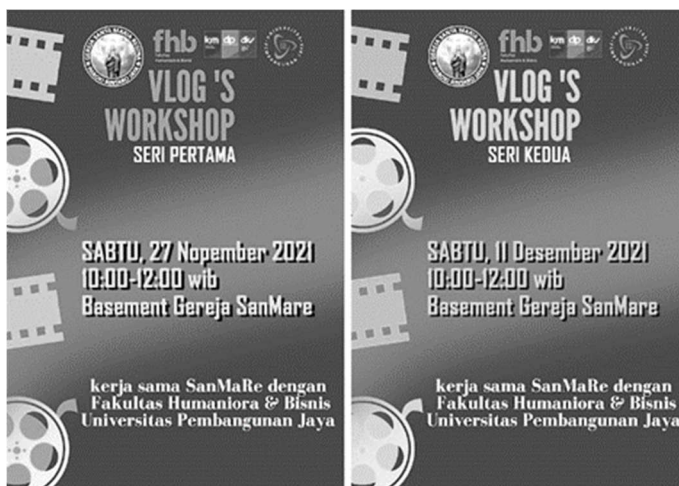 fhb
VLOG 'S
WORKSHOP
SERI PERTAMA
SABTU, 27 Nopember 2021
10:00-12:00 wib
Basement Gereja SanMare
kerja sama SanMaRe dengan
Fakultas Humaniora & Bisnis
Universitas Pembangunan Jaya
fhb
VLOG 'S
WORKSHOP
SERI KEDUA
SABTU, 11 Desember 2021
10:00-12:00 wib
Basement Gereja SanMare
kerja sama SanMaRe dengan
Fakultas Humaniora & Bisnis
Universitas Pembangunan Jaya